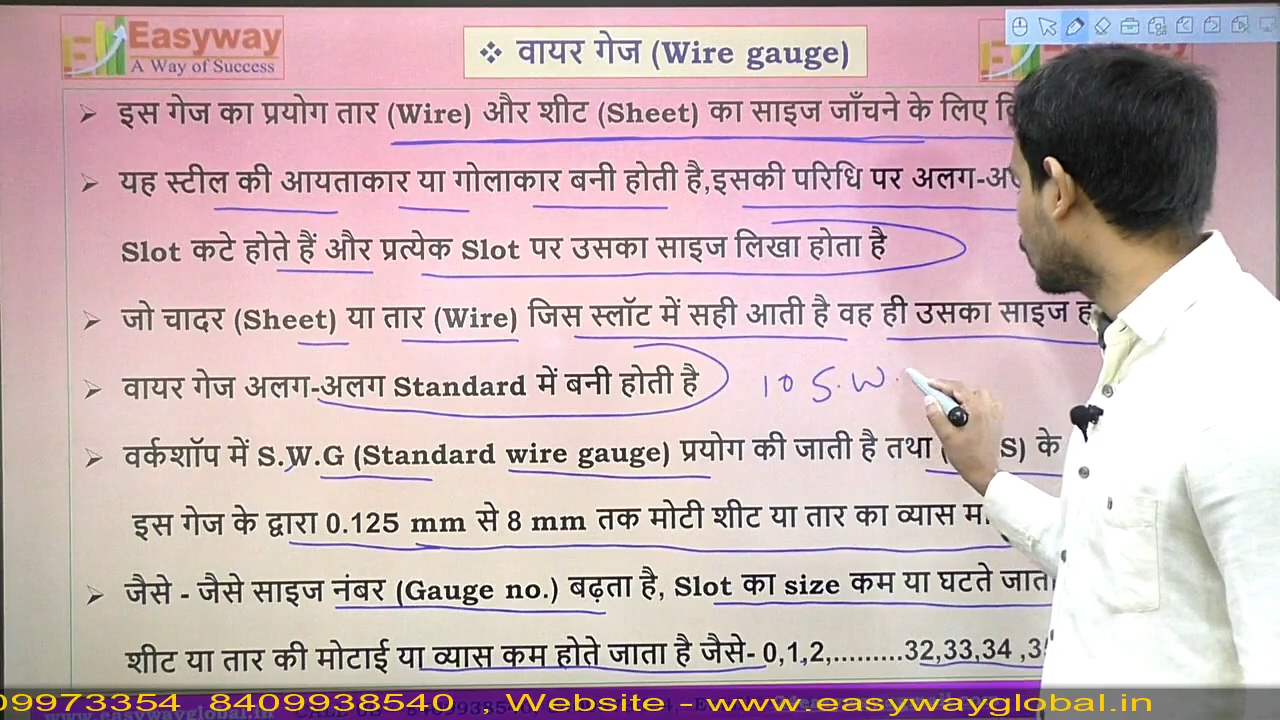 Easyway
A Way of Success
❖ वायर गेज (Wire gauge)
➢ इस गेज का प्रयोग तार (Wire) और शीट (Sheet) का साइज जाँचने के लिए
➢ यह स्टील की आयताकार या गोलाकार बनी होती है,इसकी परिधि पर
Slot कटे होते हैं और प्रत्येक Slot पर उसका साइज लिखा होता है
➢ जो चादर (Sheet) या तार (Wire) जिस स्लॉट में सही आती है वह ही उसका साइज
➢ वायर गेज अलग-अलग Standard में बनी होती है
10 S.W.
➢ वर्कशॉप में S.W.G (Standard wire gauge) प्रयोग की जाती है तथा के
इस गेज के द्वारा 0.125 mm से 8 mm तक मोटी शीट या तार का व्यास
➢ जैसे - जैसे साइज नंबर (Gauge no.) बढ़ता है, Slot का size कम या घटते
शीट या तार की मोटाई या व्यास कम होते जाता है जैसे- 0,1,2,.........32,33,34
09973354 8409938540 , Website -www.easywayglobal.in